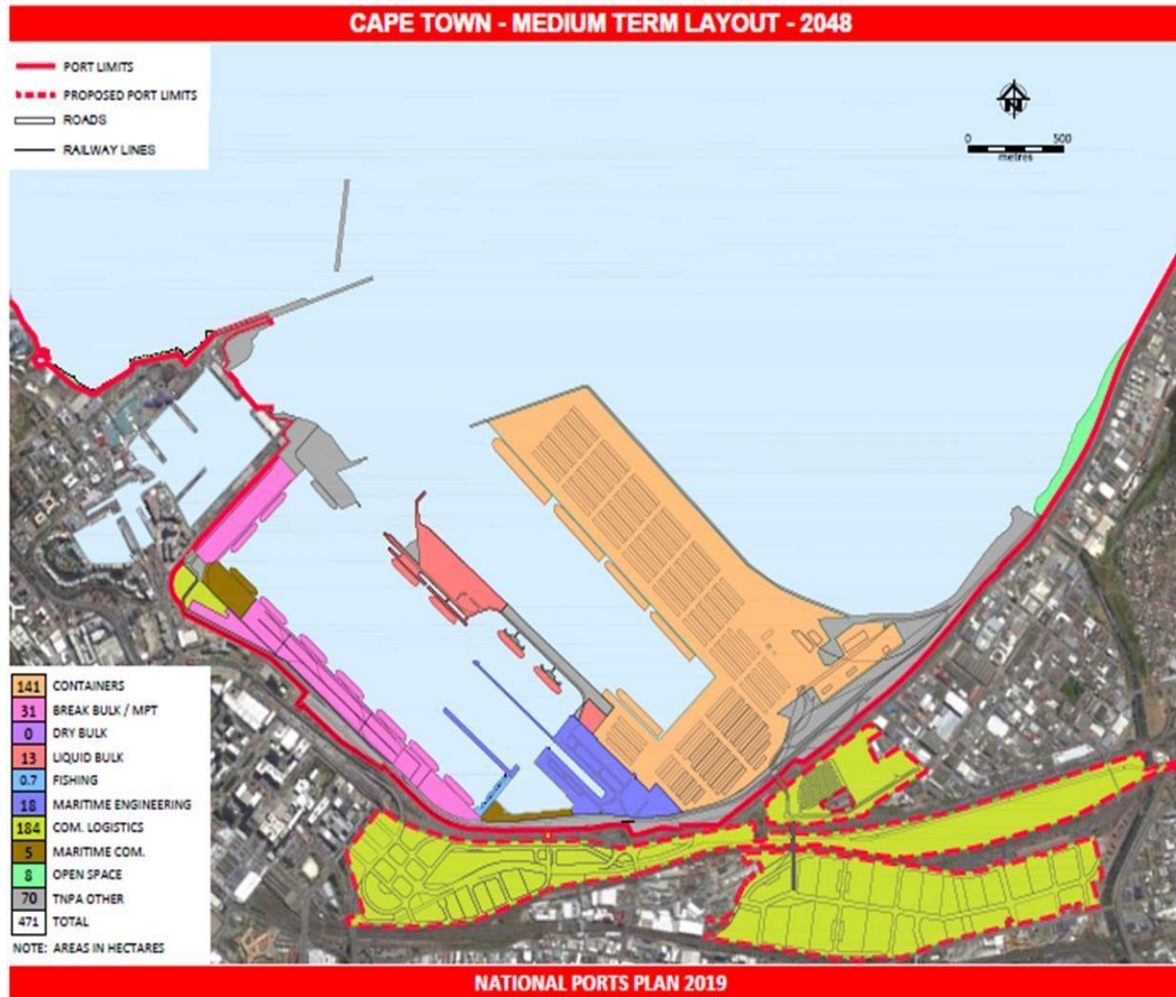 CAPE TOWN - MEDIUM TERM LAYOUT - 2048
PORT LIMITS
PROPOSED PORT LIMITS
ROADS
RAILWAY LINES
N
0 500
metres
141 CONTAINERS
31 BREAK BULK / MPT
0 DRY BULK
13 LIQUID BULK
0.7 FISHING
18 MARITIME ENGINEERING
184 COM. LOGISTICS
5 MARITIME COM.
8 OPEN SPACE
70 TNPA OTHER
471 TOTAL
NOTE: AREAS IN HECTARES
NATIONAL PORTS PLAN 2019